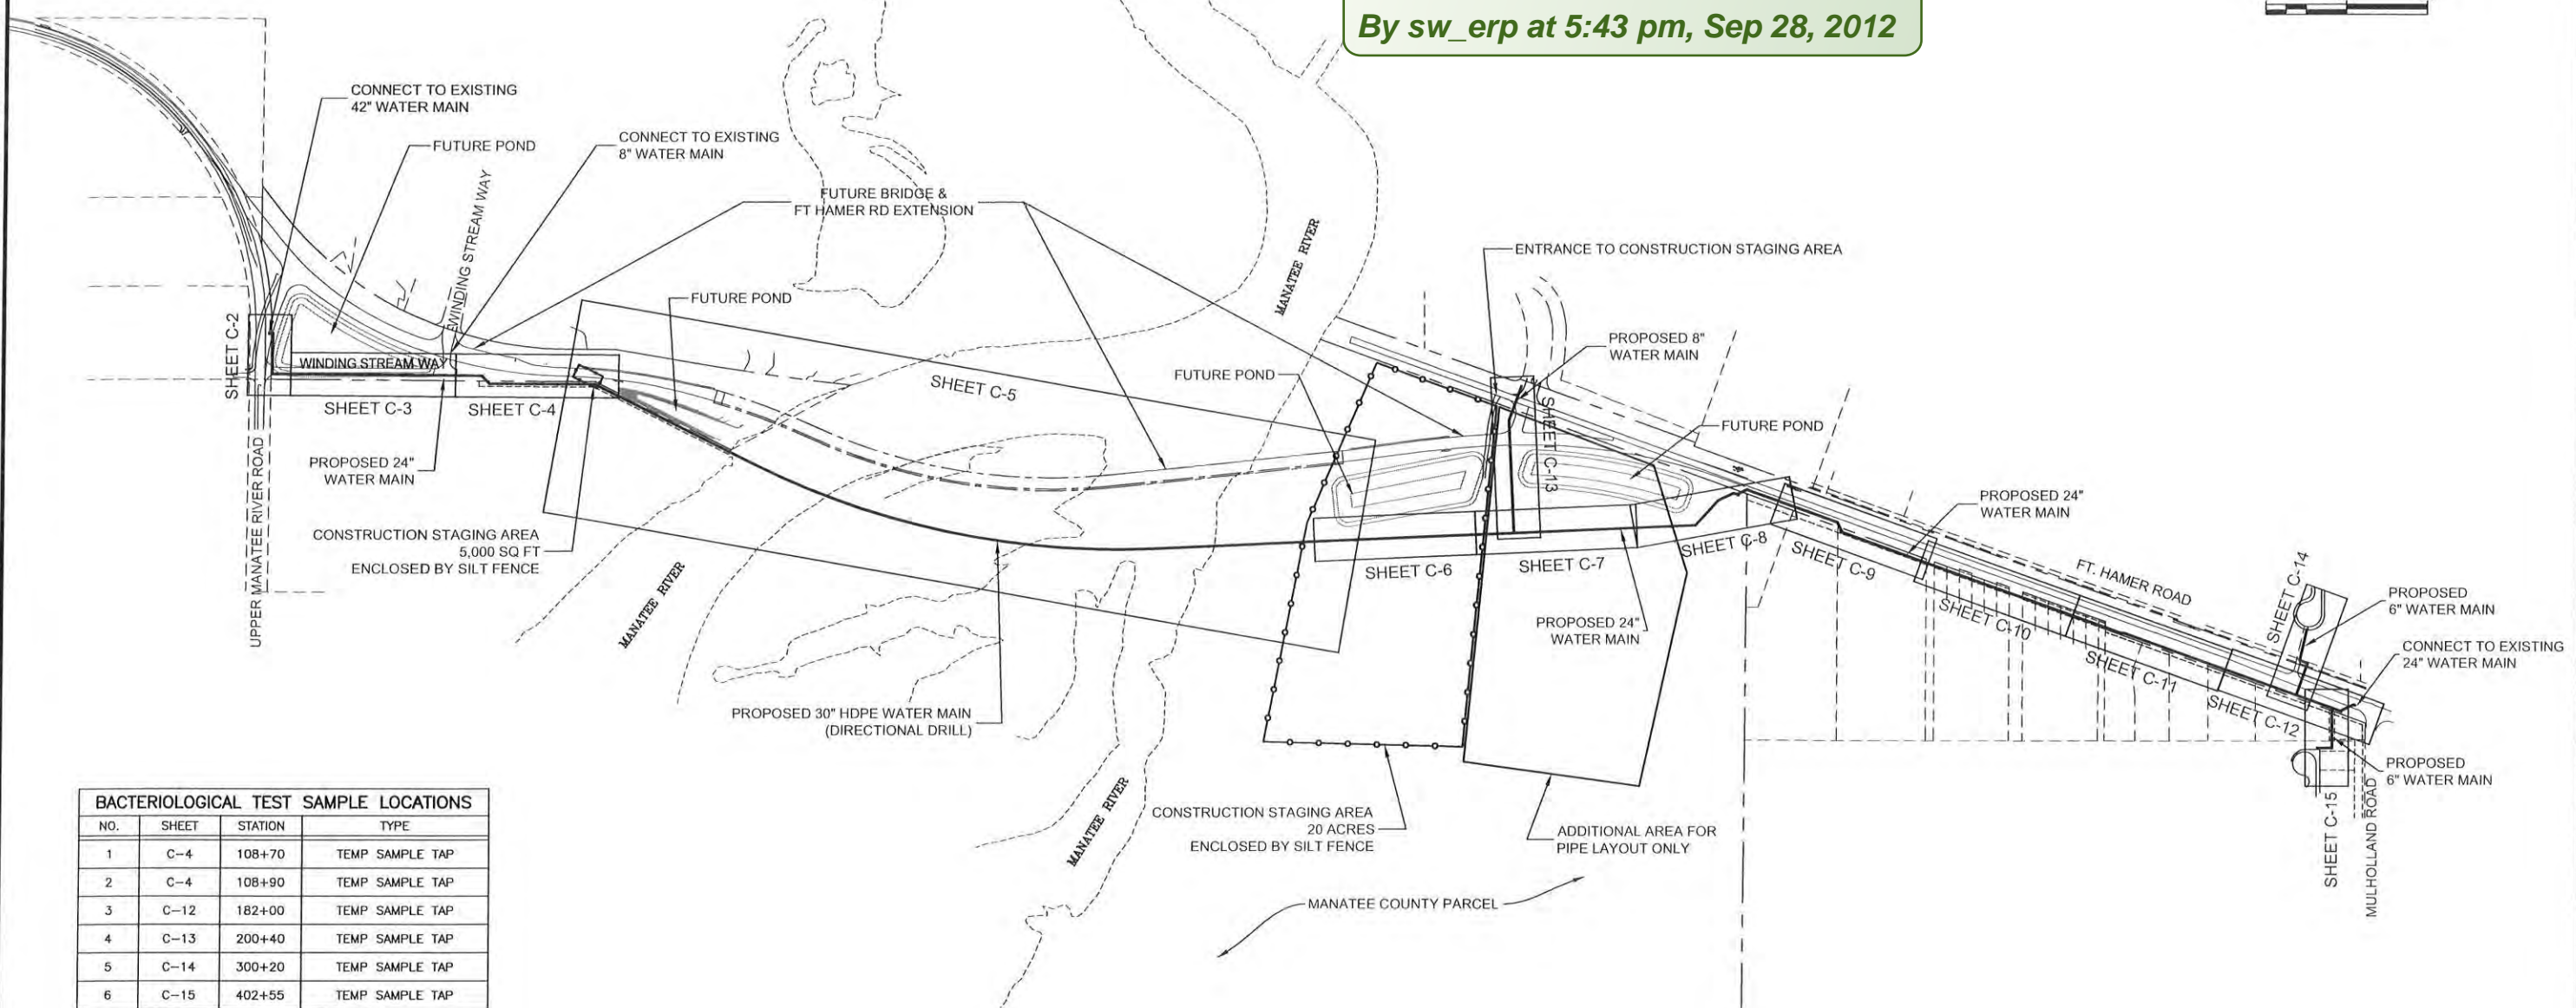 By sw_erp at 5:43 pm, Sep 28, 2012
CONNECT TO EXISTING
42" WATER MAIN
FUTURE POND
CONNECT TO EXISTING
8" WATER MAIN
WINDING STREAM WAY
FUTURE BRIDGE &
FT HAMER RD EXTENSION
MANATEE RIVER
ENTRANCE TO CONSTRUCTION STAGING AREA
FUTURE POND
SHEET C-2
WINDING STREAM WAY
SHEET C-3
SHEET C-4
SHEET C-5
FUTURE POND
PROPOSED 8"
WATER MAIN
SHEET C-13
FUTURE POND
UPPER MANATEE RIVER ROAD
PROPOSED 24"
WATER MAIN
CONSTRUCTION STAGING AREA
5,000 SQ FT
ENCLOSED BY SILT FENCE
MANATEE RIVER
SHEET C-6
SHEET C-7
SHEET C-8
SHEET C-9
PROPOSED 24"
WATER MAIN
FT. HAMER ROAD
SHEET C-10
SHEET C-11
SHEET C-12
SHEET C-14
PROPOSED
6" WATER MAIN
CONNECT TO EXISTING
24" WATER MAIN
PROPOSED 24"
WATER MAIN
PROPOSED 30" HDPE WATER MAIN
(DIRECTIONAL DRILL)
PROPOSED
6" WATER MAIN
SHEET C-15
MULHOLLAND ROAD
MANATEE RIVER
CONSTRUCTION STAGING AREA
20 ACRES
ENCLOSED BY SILT FENCE
ADDITIONAL AREA FOR
PIPE LAYOUT ONLY
MANATEE COUNTY PARCEL
BACTERIOLOGICAL TEST SAMPLE LOCATIONS
NO. SHEET STATION TYPE
1 C-4 108+70 TEMP SAMPLE TAP
2 C-4 108+90 TEMP SAMPLE TAP
3 C-12 182+00 TEMP SAMPLE TAP
4 C-13 200+40 TEMP SAMPLE TAP
5 C-14 300+20 TEMP SAMPLE TAP
6 C-15 402+55 TEMP SAMPLE TAP